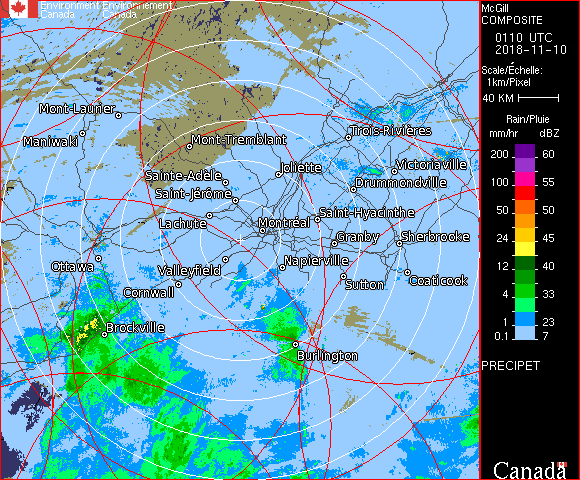 Environment Environnement
Canada Canada
McGill
COMPOSITE
0110 UTC
2018-11-10
Scale/Échelle:
1km/Pixel
40 KM
Rain/Pluie
mm/hr dBZ
200 60
100 55
50 50
24 45
12 40
4 33
1 23
0.1 7
PRECIPET
Canada
Mont-Laurier
Maniwaki
Mont-Tremblant
Trois-Rivières
Joliette
Victoriaville
Sainte-Adèle
Drummondville
Saint-Jérôme
Lachute
Montréal
Saint-Hyacinthe
Granby
Sherbrooke
Ottawa
Valleyfield
Napierville
Cornwall
Sutton
Coaticook
Brockville
Burlington